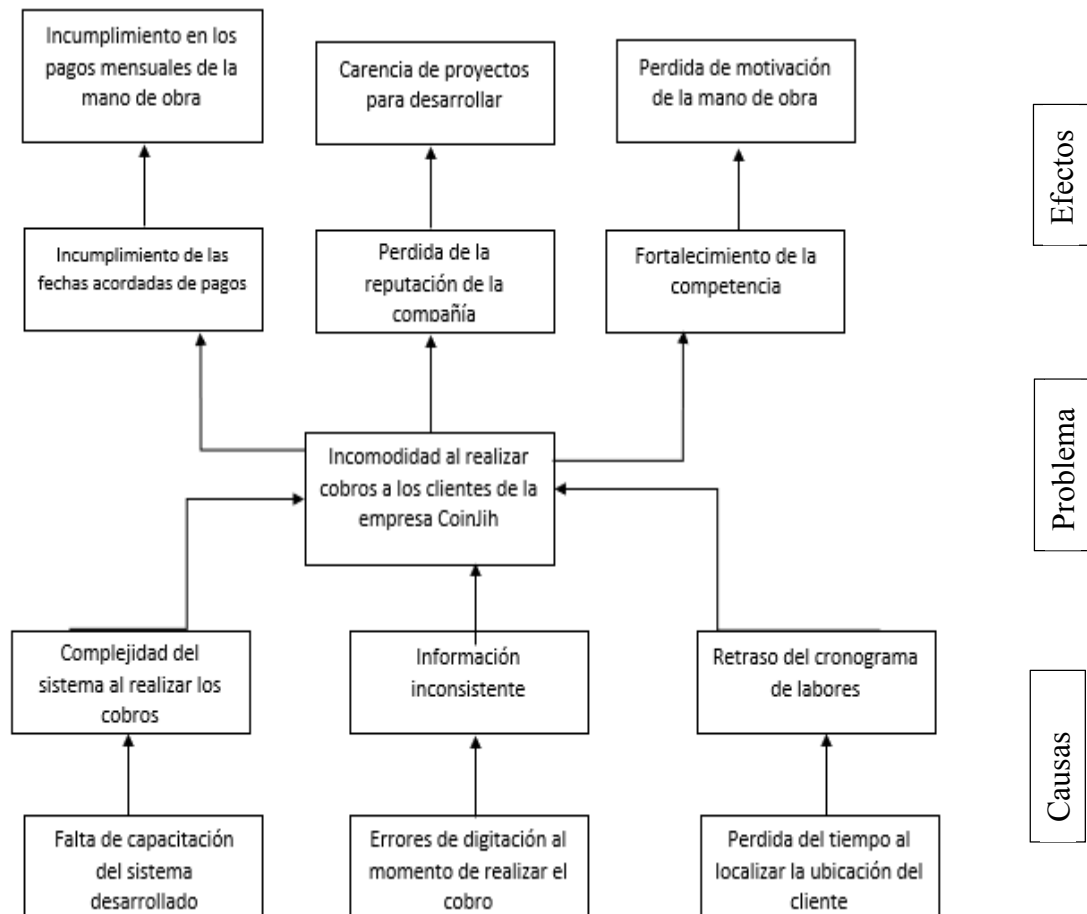 Incumplimiento en los
pagos mensuales de la
mano de obra
Carencia de proyectos
para desarrollar
Perdida de motivación
de la mano de obra
Efectos
Incumplimiento de las
fechas acordadas de pagos
Perdida de la
reputación de la
compañía
Fortalecimiento de la
competencia
Incomodidad al realizar
cobros a los clientes de la
empresa CoinJih
Problema
Complejidad del
sistema al realizar los
cobros
Información
inconsistente
Retraso del cronograma
de labores
Causas
Falta de capacitación
del sistema
desarrollado
Errores de digitación al
momento de realizar el
cobro
Perdida del tiempo al
localizar la ubicación del
cliente